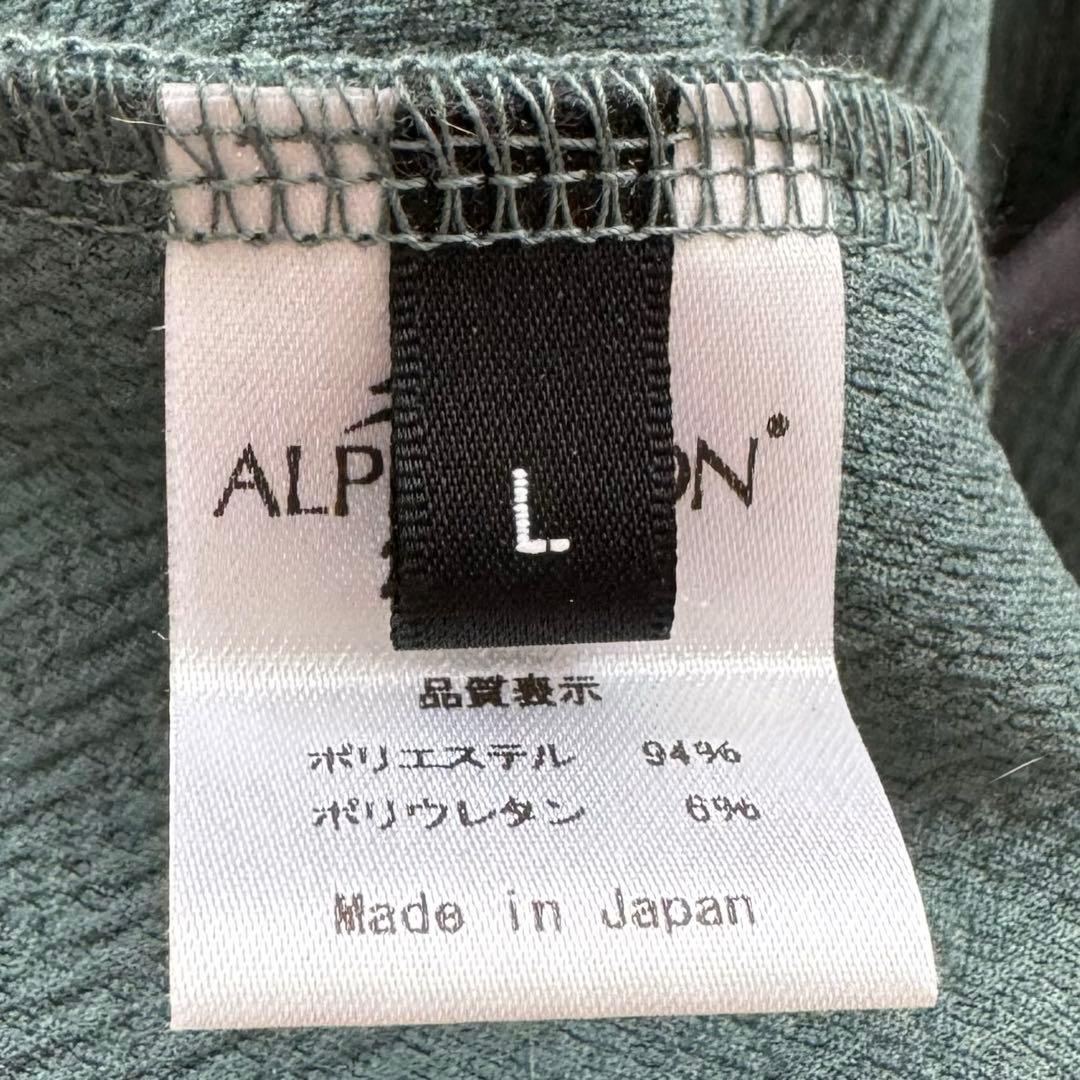 L
品質表示
ポリエステル 94%
ポリウレタン 6%
Made in Japan